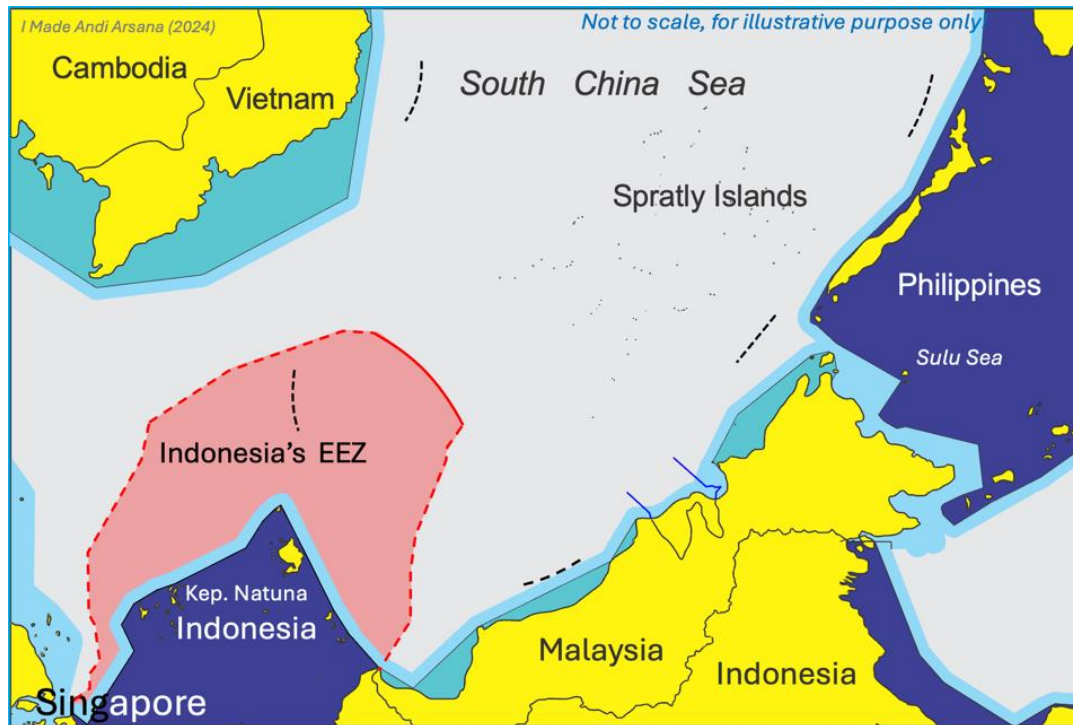 I Made Andi Arsana (2024)
Not to scale, for illustrative purpose only!
Cambodia
Vietnam
South China Sea
Spratly Islands
Philippines
Sulu Sea
Indonesia's EEZ
Kep. Natuna
Indonesia
Malaysia
Indonesia
Singapore